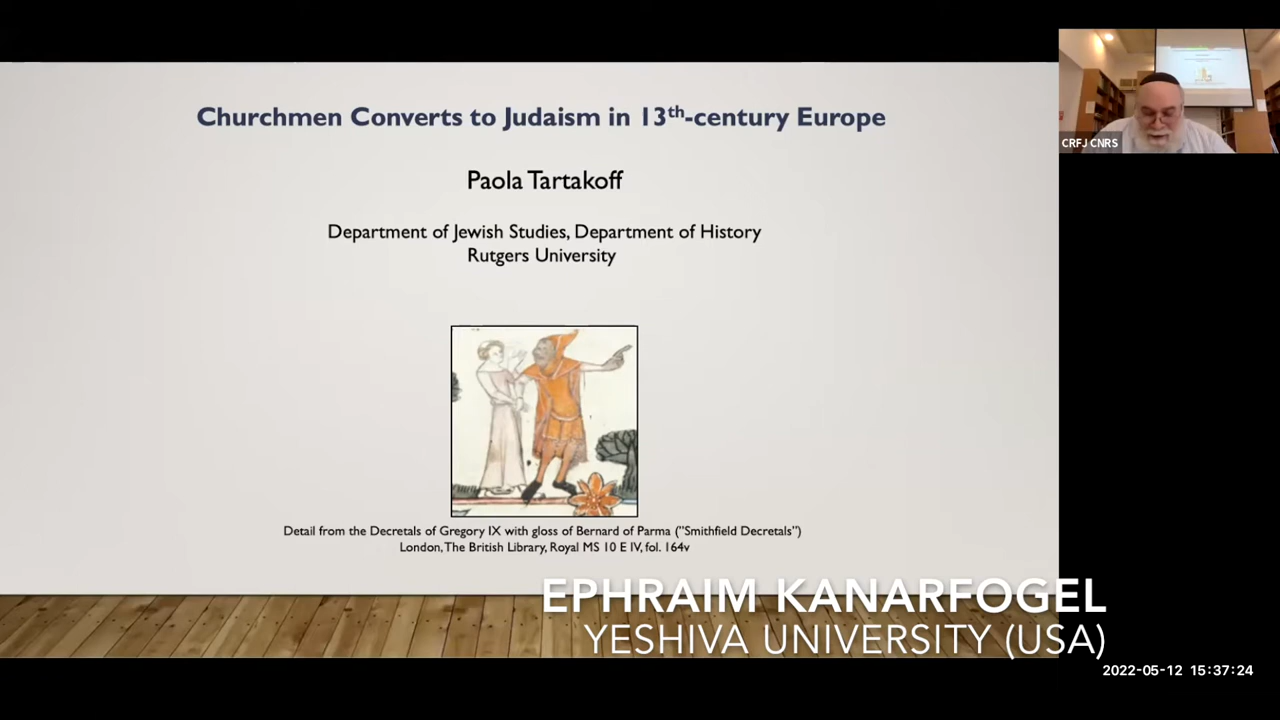 Churchmen Converts to Judaism in 13th-century Europe
Paola Tartakoff
Department of Jewish Studies, Department of History
Rutgers University
Detail from the Decretals of Gregory IX with gloss of Bernard of Parma ("Smithfield Decretals")
London, The British Library, Royal MS 10 E IV, fol. 164v
CRFJ CNRS
EPHRAIM KANARFOGEL
YESHIVA UNIVERSITY (USA)
2022-05-12 15:37:24